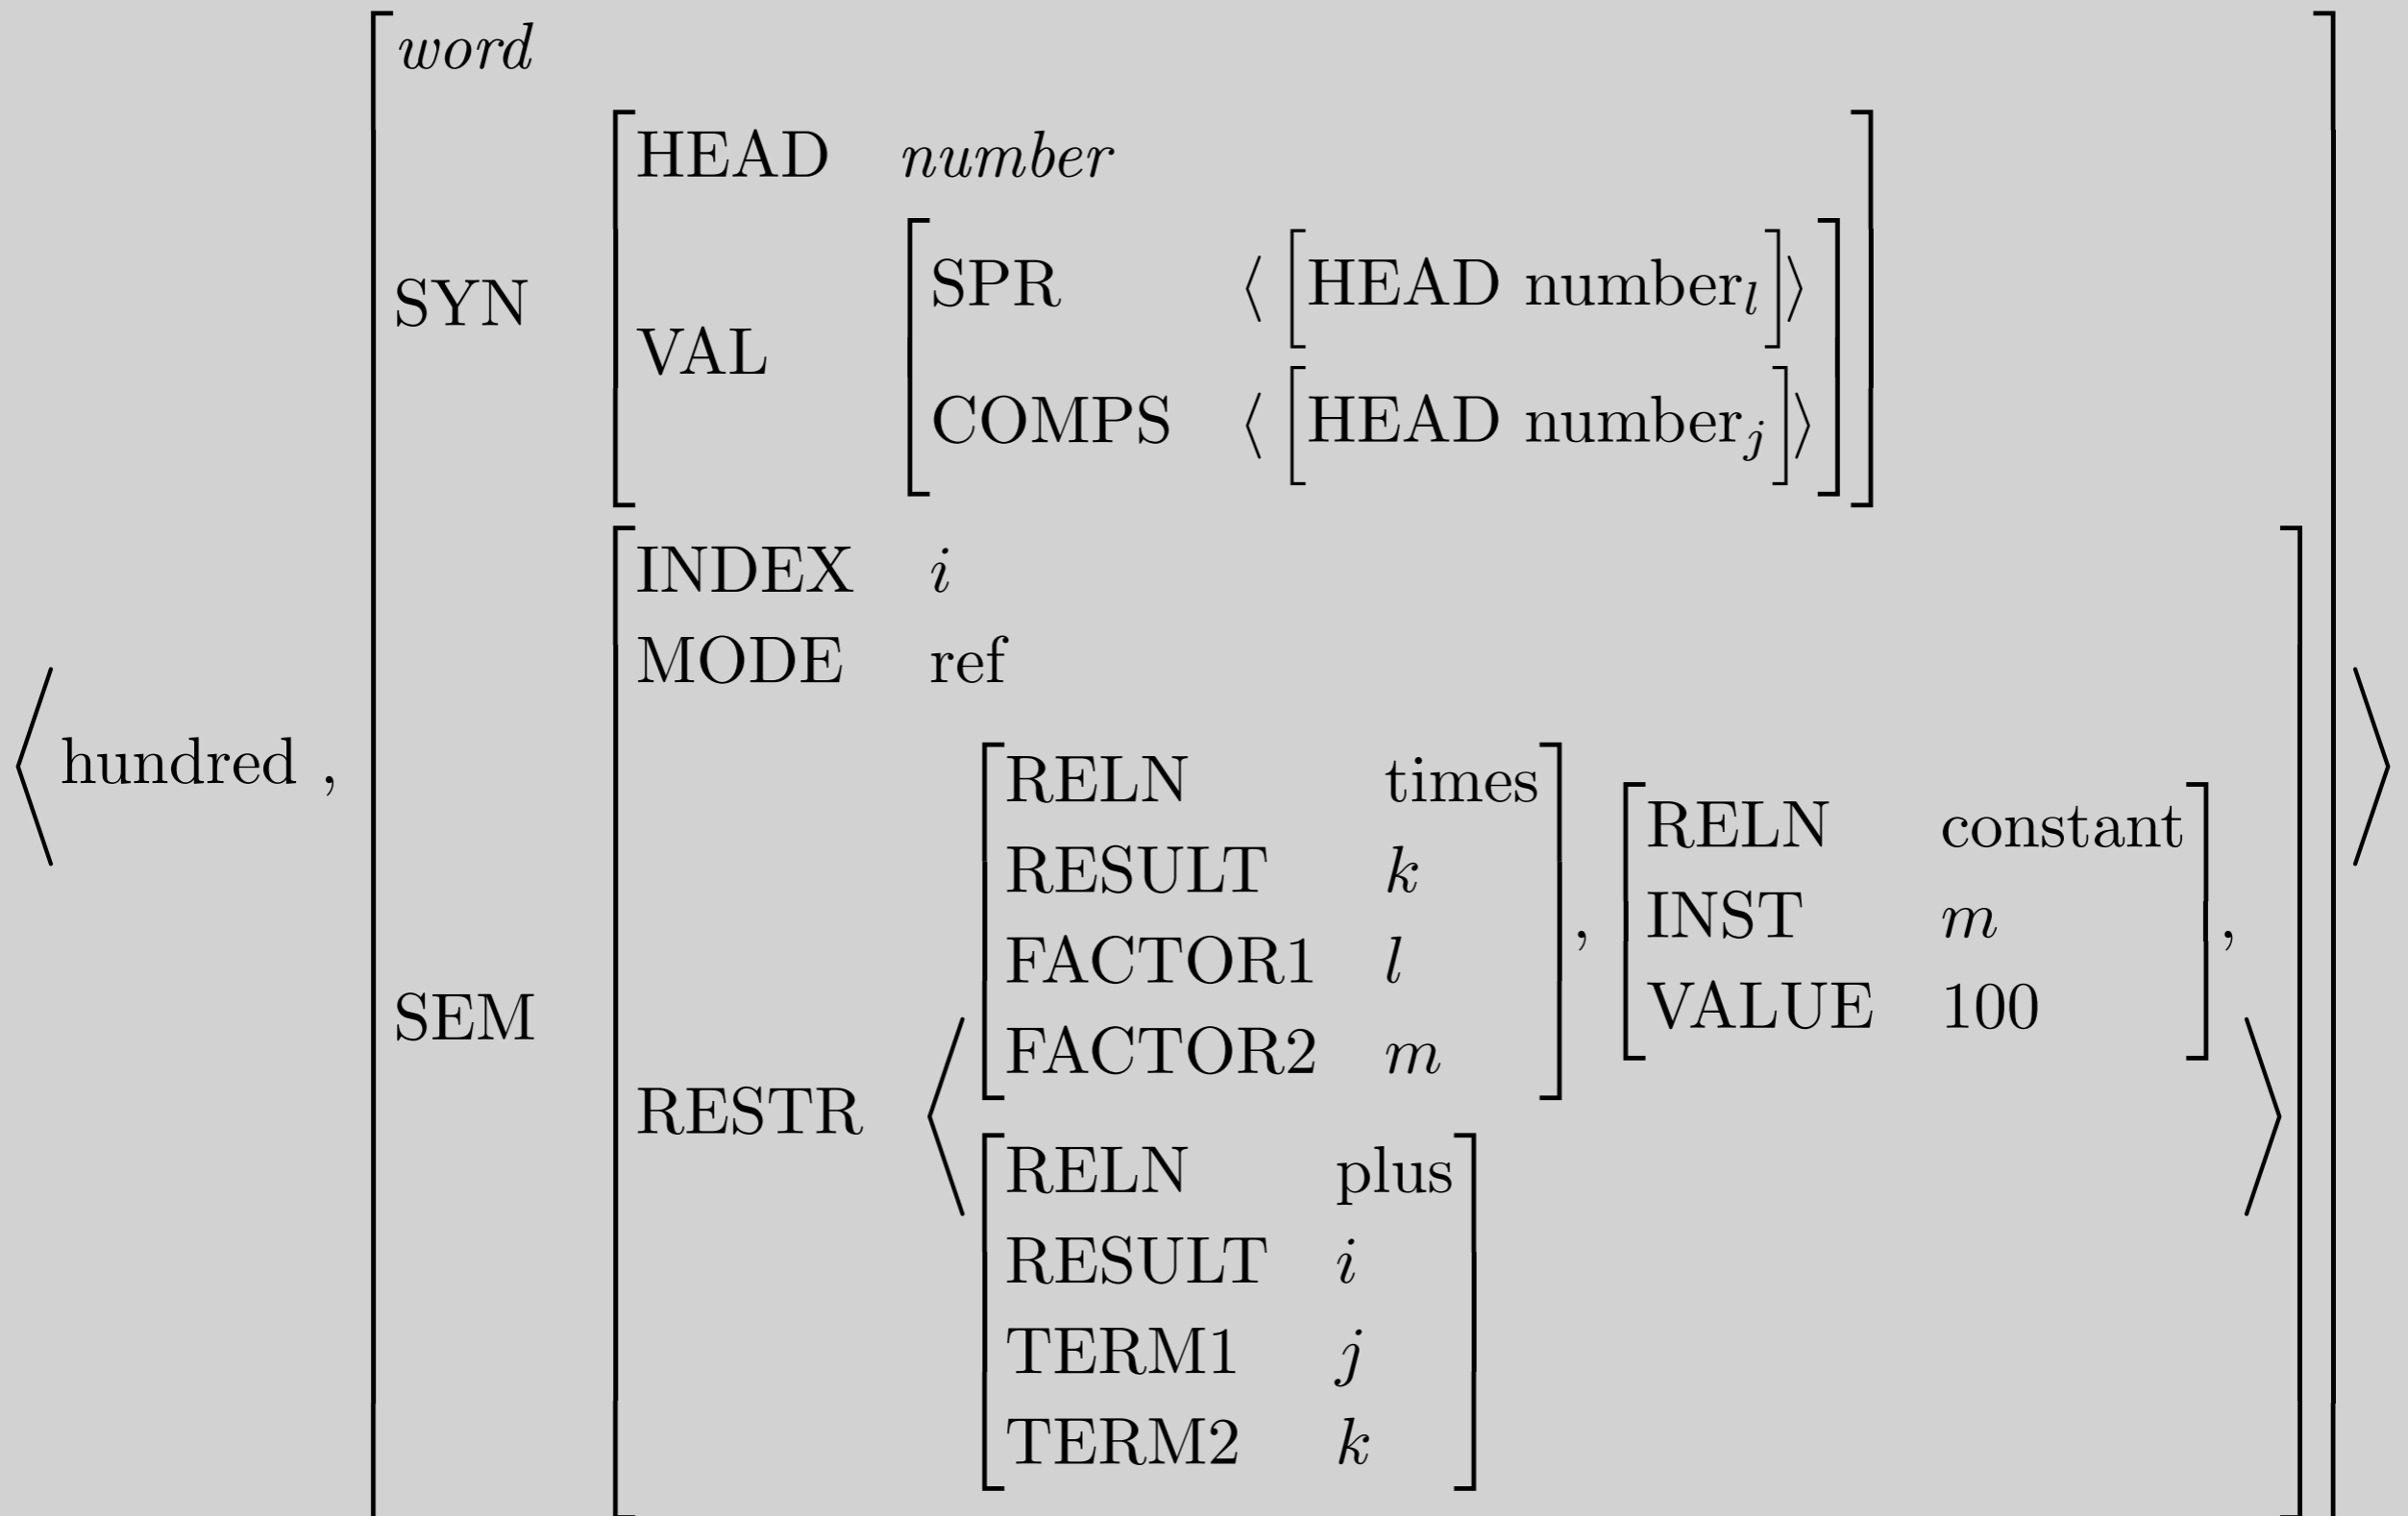 word
HEAD number
SPR ⟨ [HEAD number_l]⟩
SYN
VAL
COMPS ⟨ [HEAD number_j]⟩
INDEX i
MODE ref
⟨ hundred ,
RELN times
RESULT k
FACTOR1 l
FACTOR2 m
,
RELN constant
INST m
VALUE 100
,
SEM
RESTR ⟨
RELN plus
RESULT i
TERM1 j
TERM2 k
⟩
⟩